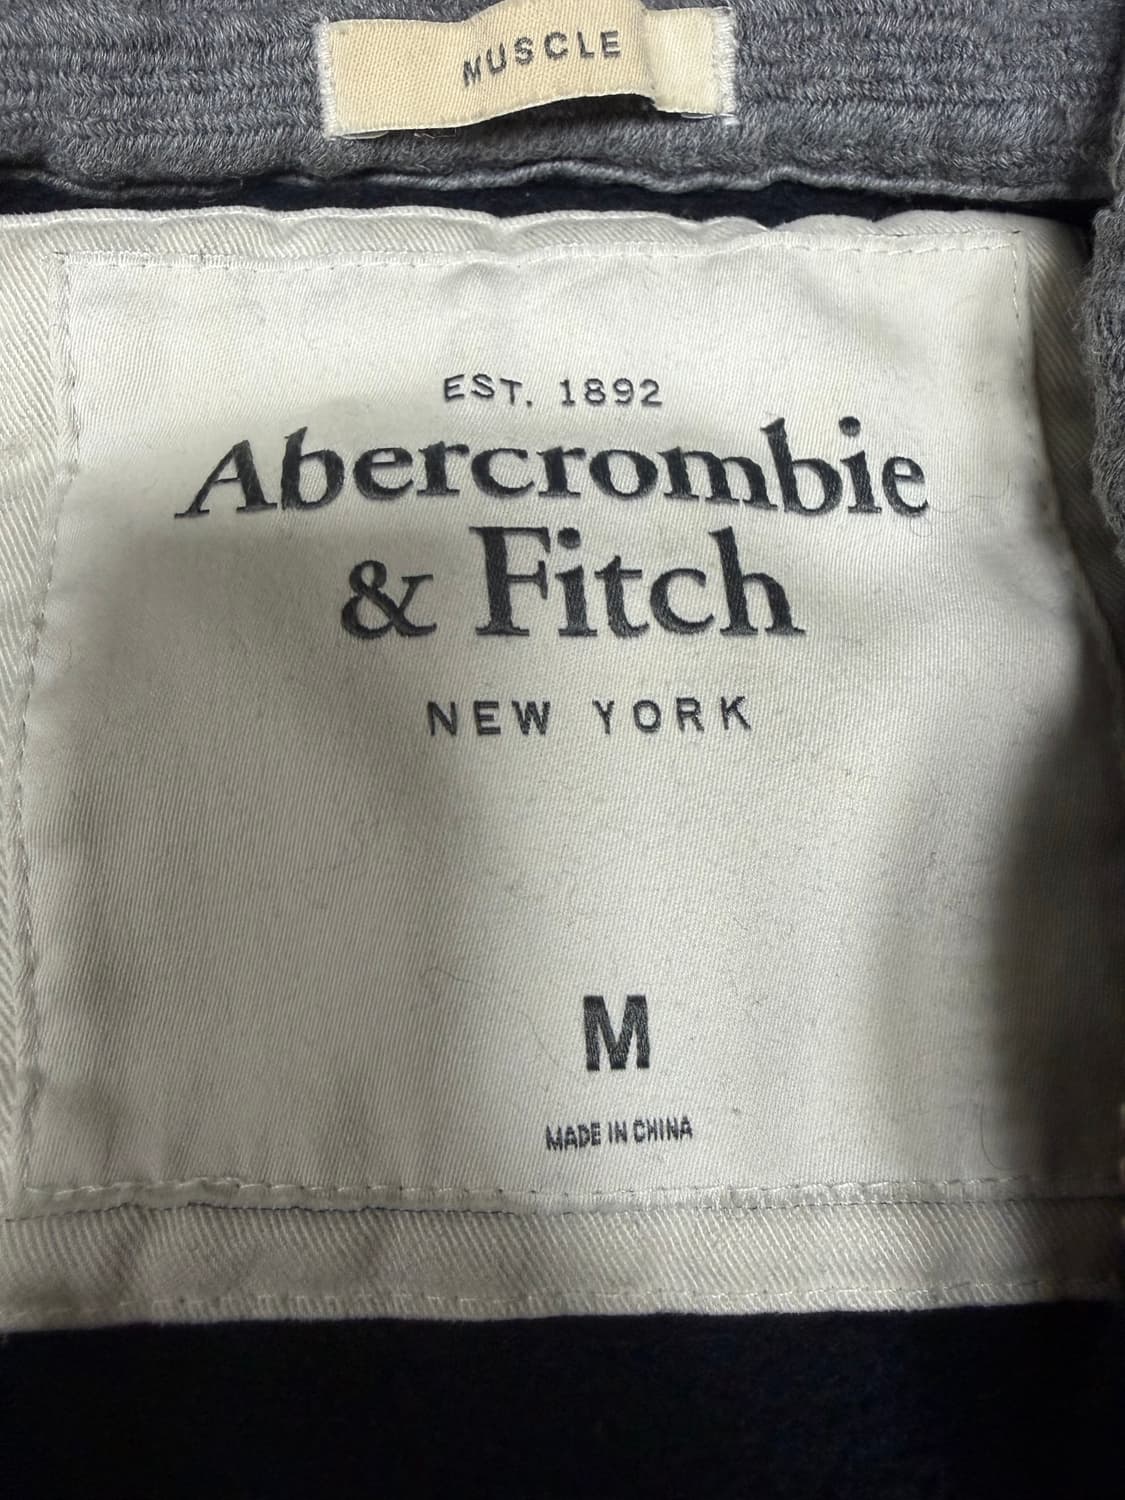 MUSCLE
EST. 1892
Abercrombie
& Fitch
NEW YORK
M
MADE IN CHINA